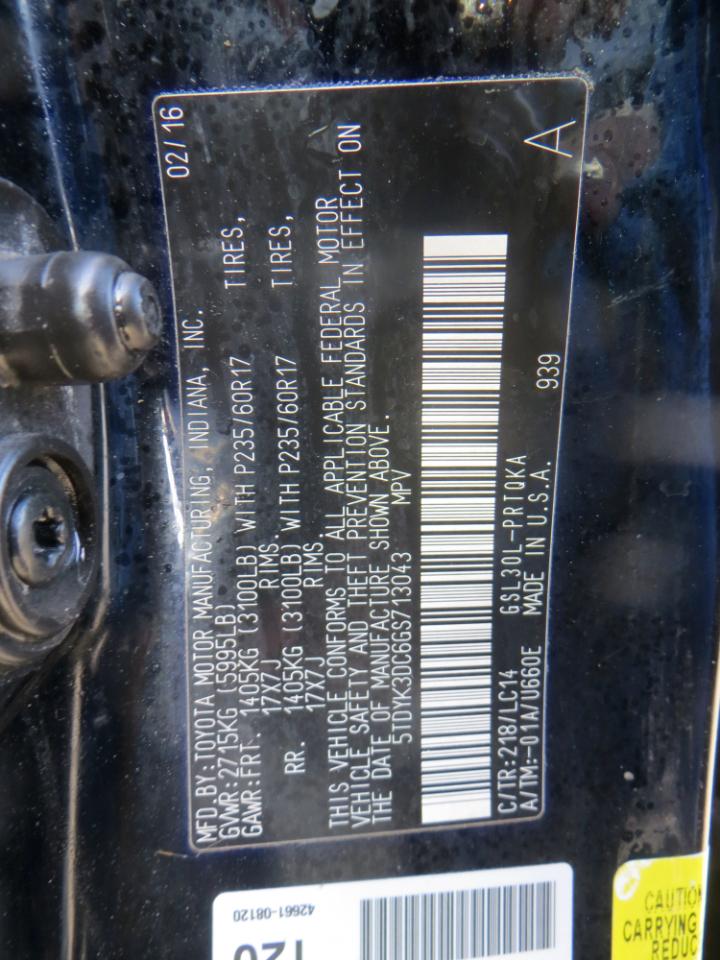 MFD.BY:TOYOTA MOTOR MANUFACTURING, INDIANA, INC. 02/16
GVWR:2715KG (5995LB)
GAWR:FRT. 1405KG (3100LB) WITH P235/60R17 TIRES,
17X7J RIMS.
RR. 1405KG (3100LB) WITH P235/60R17 TIRES,
17X7J RIMS.
THIS VEHICLE CONFORMS TO ALL APPLICABLE FEDERAL MOTOR
VEHICLE SAFETY AND THEFT PREVENTION STANDARDS IN EFFECT ON
THE DATE OF MANUFACTURE SHOWN ABOVE.
5TDYK3DC6GS713043 MPV
C/TR:218/LC14 GSL30L-PRTQKA 939
A/TM:-01A/U660E MADE IN U.S.A.
A
42661-08120
120
CAUTION
CARRYING
REDUC